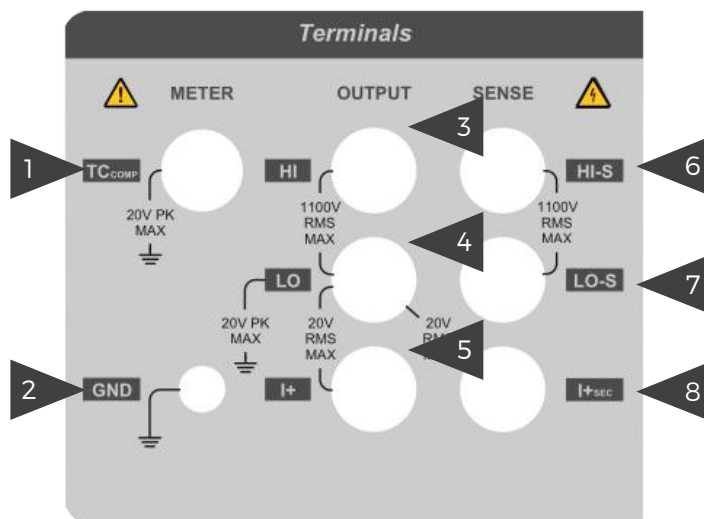 Terminals
METER OUTPUT SENSE
3
1 TCCOMP HI HI-S 6
20V PK
MAX
1100V
RMS
MAX
1100V
RMS
MAX
4
LO LO-S 7
20V PK
MAX
20V
RMS
MAX
20V
5
2 GND I+ I+SEC 8